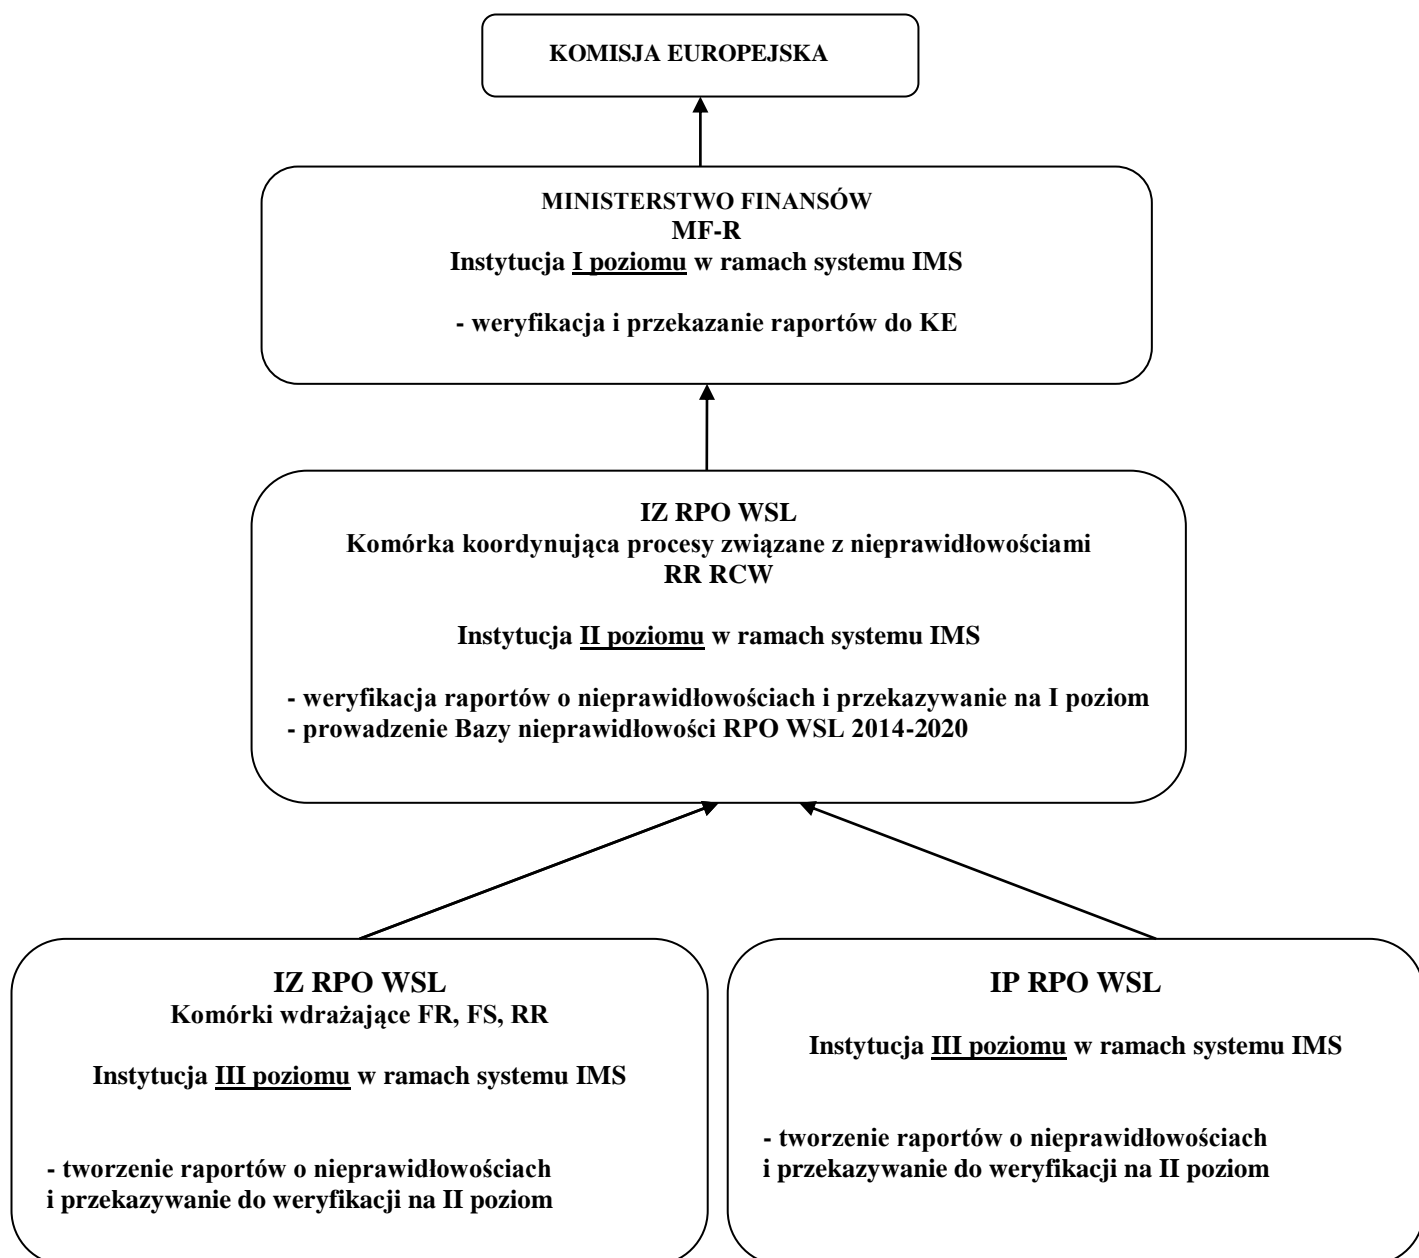 KOMISJA EUROPEJSKA
MINISTERSTWO FINANSÓW
MF-R
Instytucja I poziomu w ramach systemu IMS
- weryfikacja i przekazanie raportów do KE
IZ RPO WSL
Komórka koordynująca procesy związane z nieprawidłowościami
RR RCW
Instytucja II poziomu w ramach systemu IMS
- weryfikacja raportów o nieprawidłowościach i przekazywanie na I poziom
- prowadzenie Bazy nieprawidłowości RPO WSL 2014-2020
IZ RPO WSL
Komórki wdrażające FR, FS, RR
Instytucja III poziomu w ramach systemu IMS
- tworzenie raportów o nieprawidłowościach
i przekazywanie do weryfikacji na II poziom
IP RPO WSL
Instytucja III poziomu w ramach systemu IMS
- tworzenie raportów o nieprawidłowościach
i przekazywanie do weryfikacji na II poziom